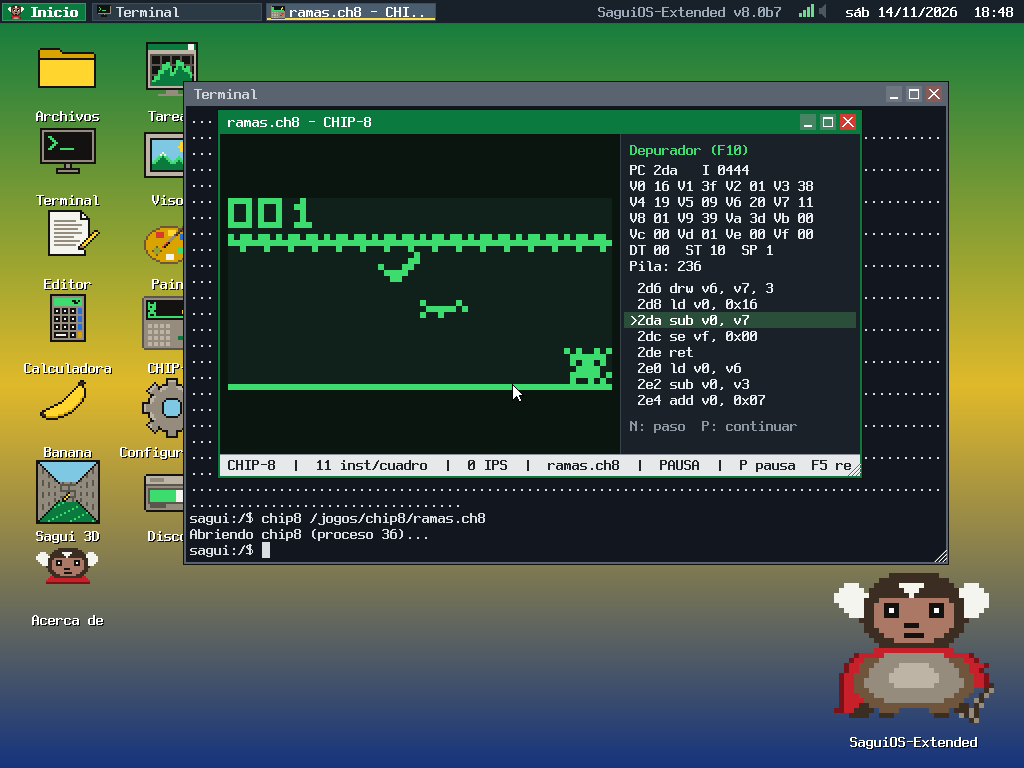 Inicio
Terminal
ramas.ch8 - CHI..
SaguiOS-Extended v8.0b7
sáb 14/11/2026
18:48
Archivos
Tarea
Terminal
Viso
Editor
Pain
Calculadora
CHIP-
Banana
Configur
Sagui 3D
Disco
Acerca de
Terminal
ramas.ch8 - CHIP-8
001
Depurador (F10)
PC 2da   I 0444
V0 16 V1 3f V2 01 V3 38
V4 19 V5 09 V6 20 V7 11
V8 01 V9 39 Va 3d Vb 00
Vc 00 Vd 01 Ve 00 Vf 00
DT 00  ST 10  SP 1
Pila: 236
2d6 drw v6, v7, 3
2d8 ld v0, 0x16
>2da sub v0, v7
2dc se vf, 0x00
2de ret
2e0 ld v0, v6
2e2 sub v0, v3
2e4 add v0, 0x07
N: paso  P: continuar
CHIP-8  |  11 inst/cuadro  |  0 IPS  |  ramas.ch8  |  PAUSA  |  P pausa  F5 re
sagui:/$ chip8 /jogos/chip8/ramas.ch8
Abriendo chip8 (proceso 36)...
sagui:/$
SaguiOS-Extended